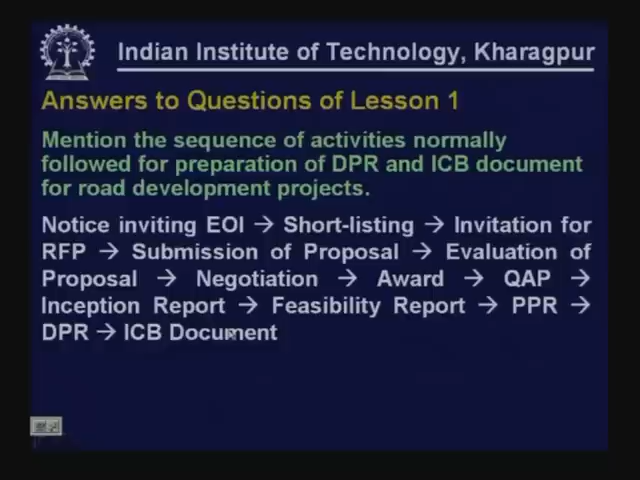 Indian Institute of Technology, Kharagpur
Answers to Questions of Lesson 1
Mention the sequence of activities normally
followed for preparation of DPR and ICB document
for road development projects.
Notice inviting EOI → Short-listing → Invitation for
RFP → Submission of Proposal → Evaluation of
Proposal → Negotiation → Award → QAP →
Inception Report → Feasibility Report → PPR →
DPR → ICB Document